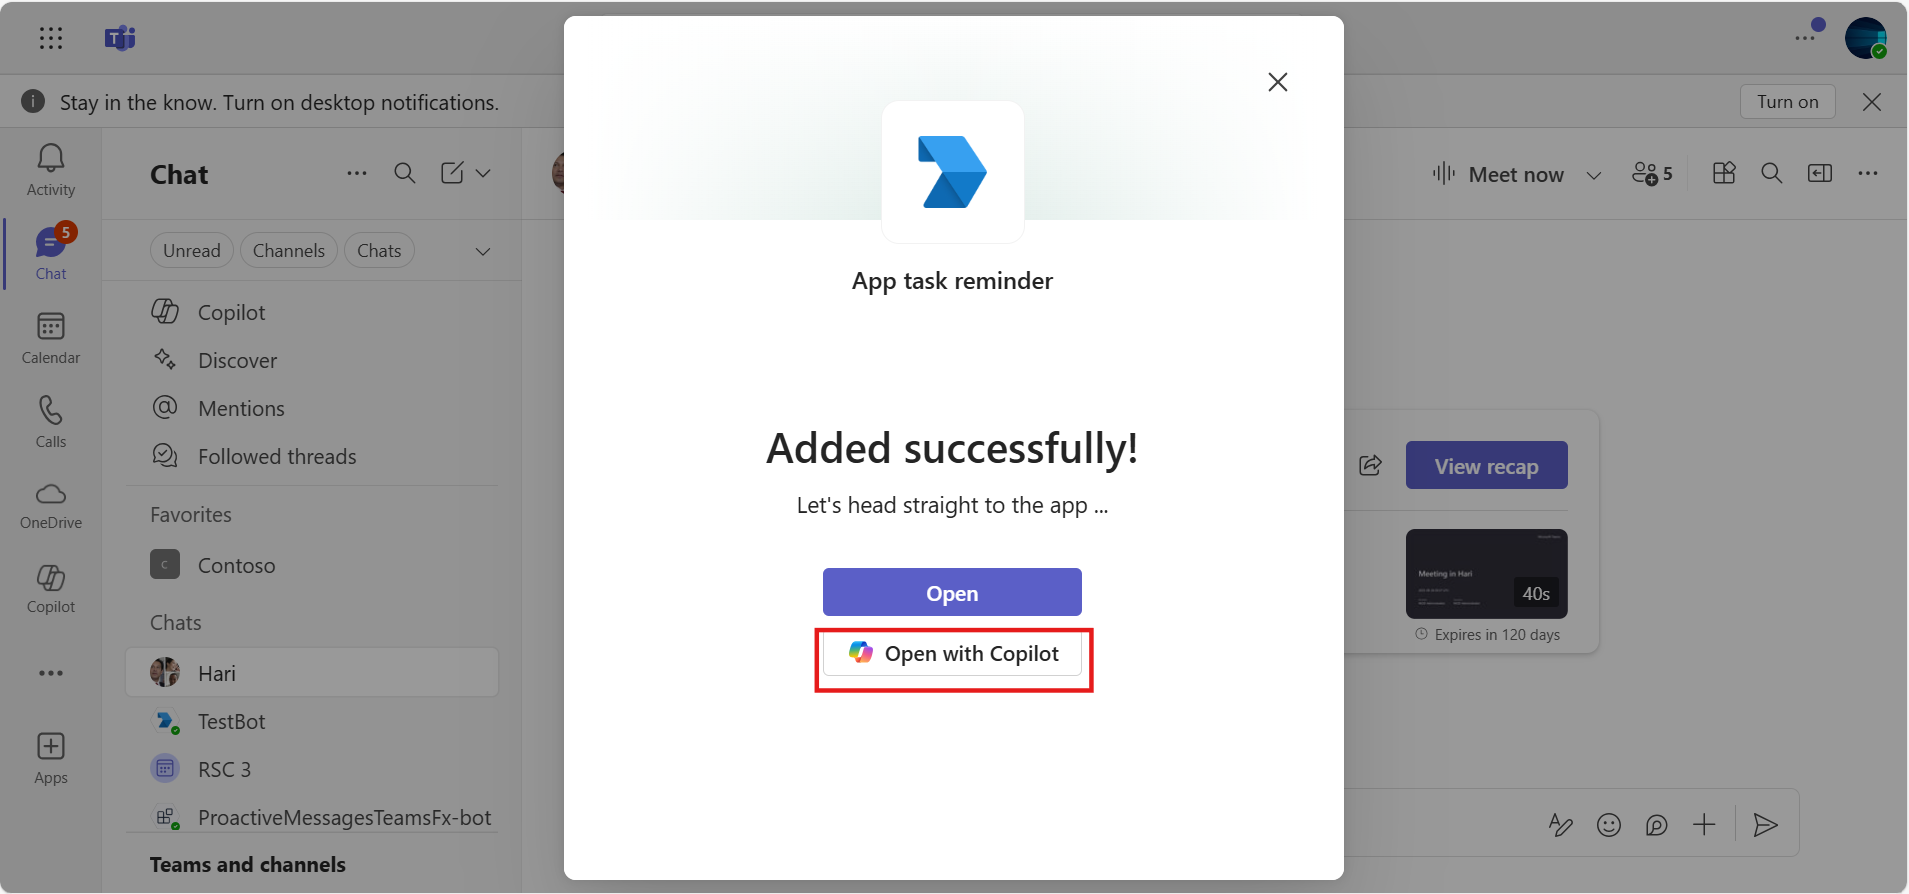 Stay in the know. Turn on desktop notifications.
Turn on
Activity
5
Chat
Calendar
Calls
OneDrive
Copilot
Apps
Chat
Unread
Channels
Chats
Copilot
Discover
Mentions
Followed threads
Favorites
C
Contoso
Chats
Hari
TestBot
RSC 3
ProactiveMessagesTeamsFx-bot
Teams and channels
App task reminder
Added successfully!
Let's head straight to the app ...
Open
Open with Copilot
Meet now
5
View recap
Meeting in Hari
40s
Expires in 120 days